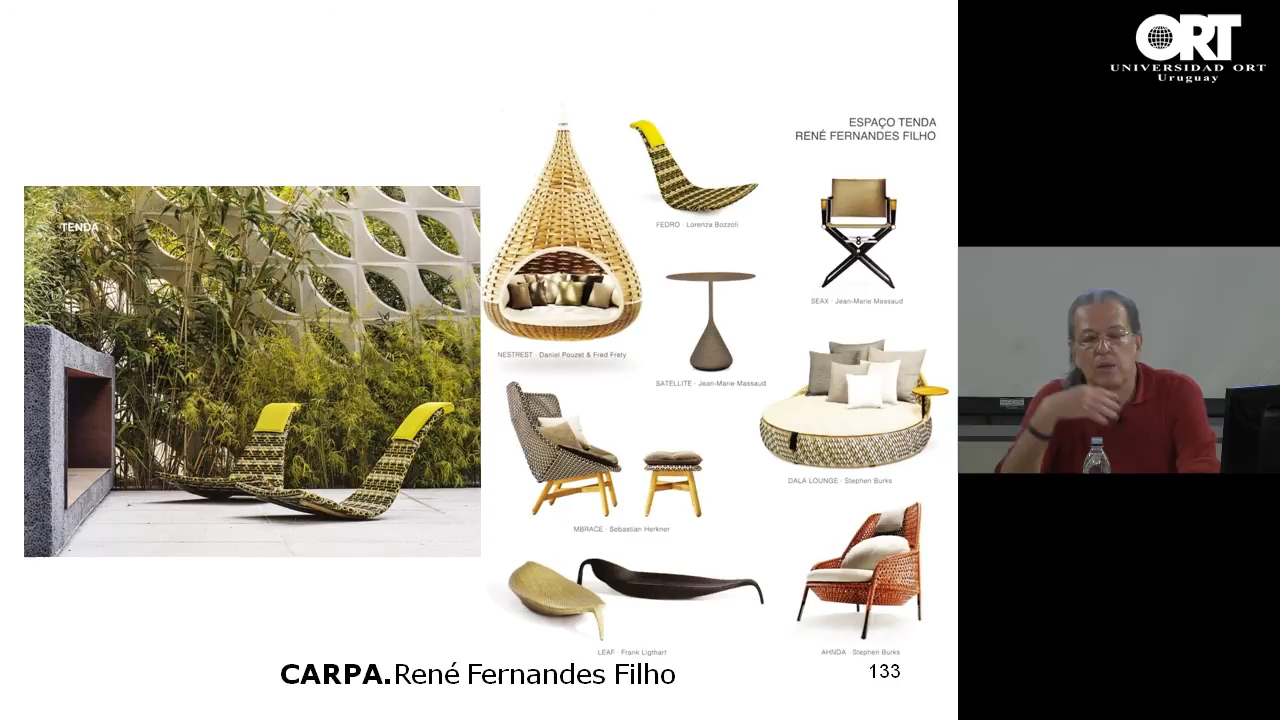 ORT
UNIVERSIDAD ORT
Uruguay
ESPAÇO TENDA
RENÉ FERNANDES FILHO
TENDA
FEDRO · Lorenza Bozzoli
SEAX · Jean-Marie Massaud
NESTREST · Daniel Pouzet & Fred Frety
SATELLITE · Jean-Marie Massaud
DALA LOUNGE · Stephen Burks
MBRACE · Sebastian Herkner
LEAF · Frank Ligthart
AHNDA · Stephen Burks
CARPA.René Fernandes Filho
133